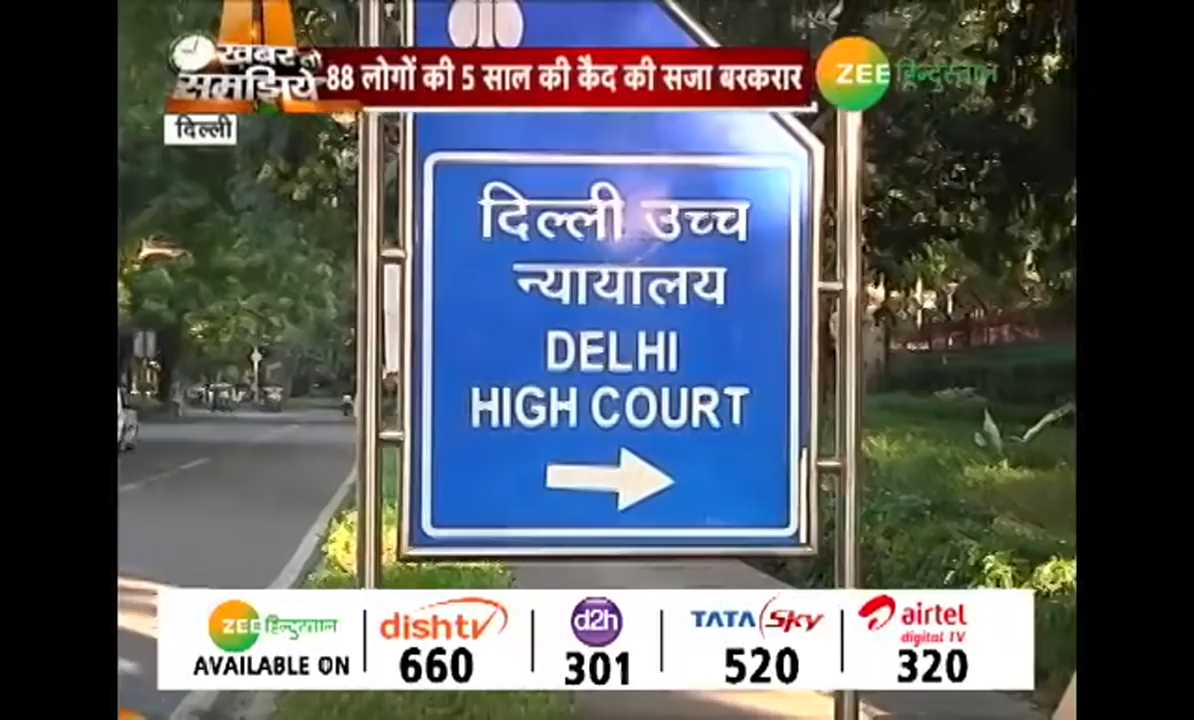 खबर तो
समझिये
88 लोगों की 5 साल की कैद की सजा बरकरार
ZEE हिन्दुस्तान
दिल्ली
दिल्ली उच्च
न्यायालय
DELHI
HIGH COURT
ZEE हिन्दुस्तान
AVAILABLE ON
dishtv
660
d2h
301
TATA Sky
520
airtel
digital TV
320